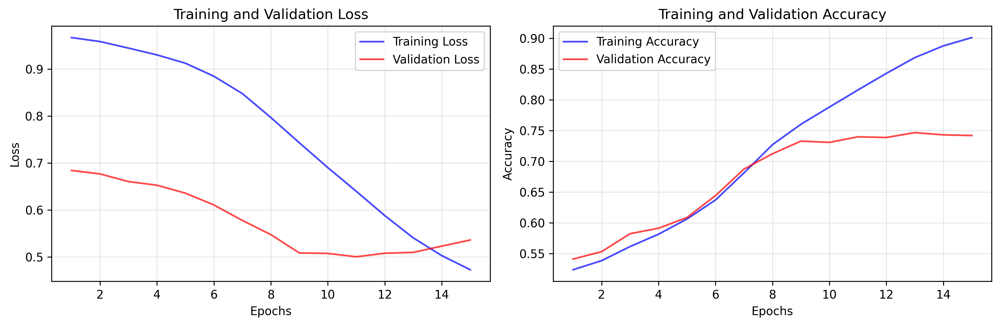 Training and Validation Loss
Training Loss
Validation Loss
0.9
0.8
0.7
0.6
0.5
Loss
2 4 6 8 10 12 14
Epochs
Training and Validation Accuracy
Training Accuracy
Validation Accuracy
0.90
0.85
0.80
0.75
0.70
0.65
0.60
0.55
Accuracy
2 4 6 8 10 12 14
Epochs